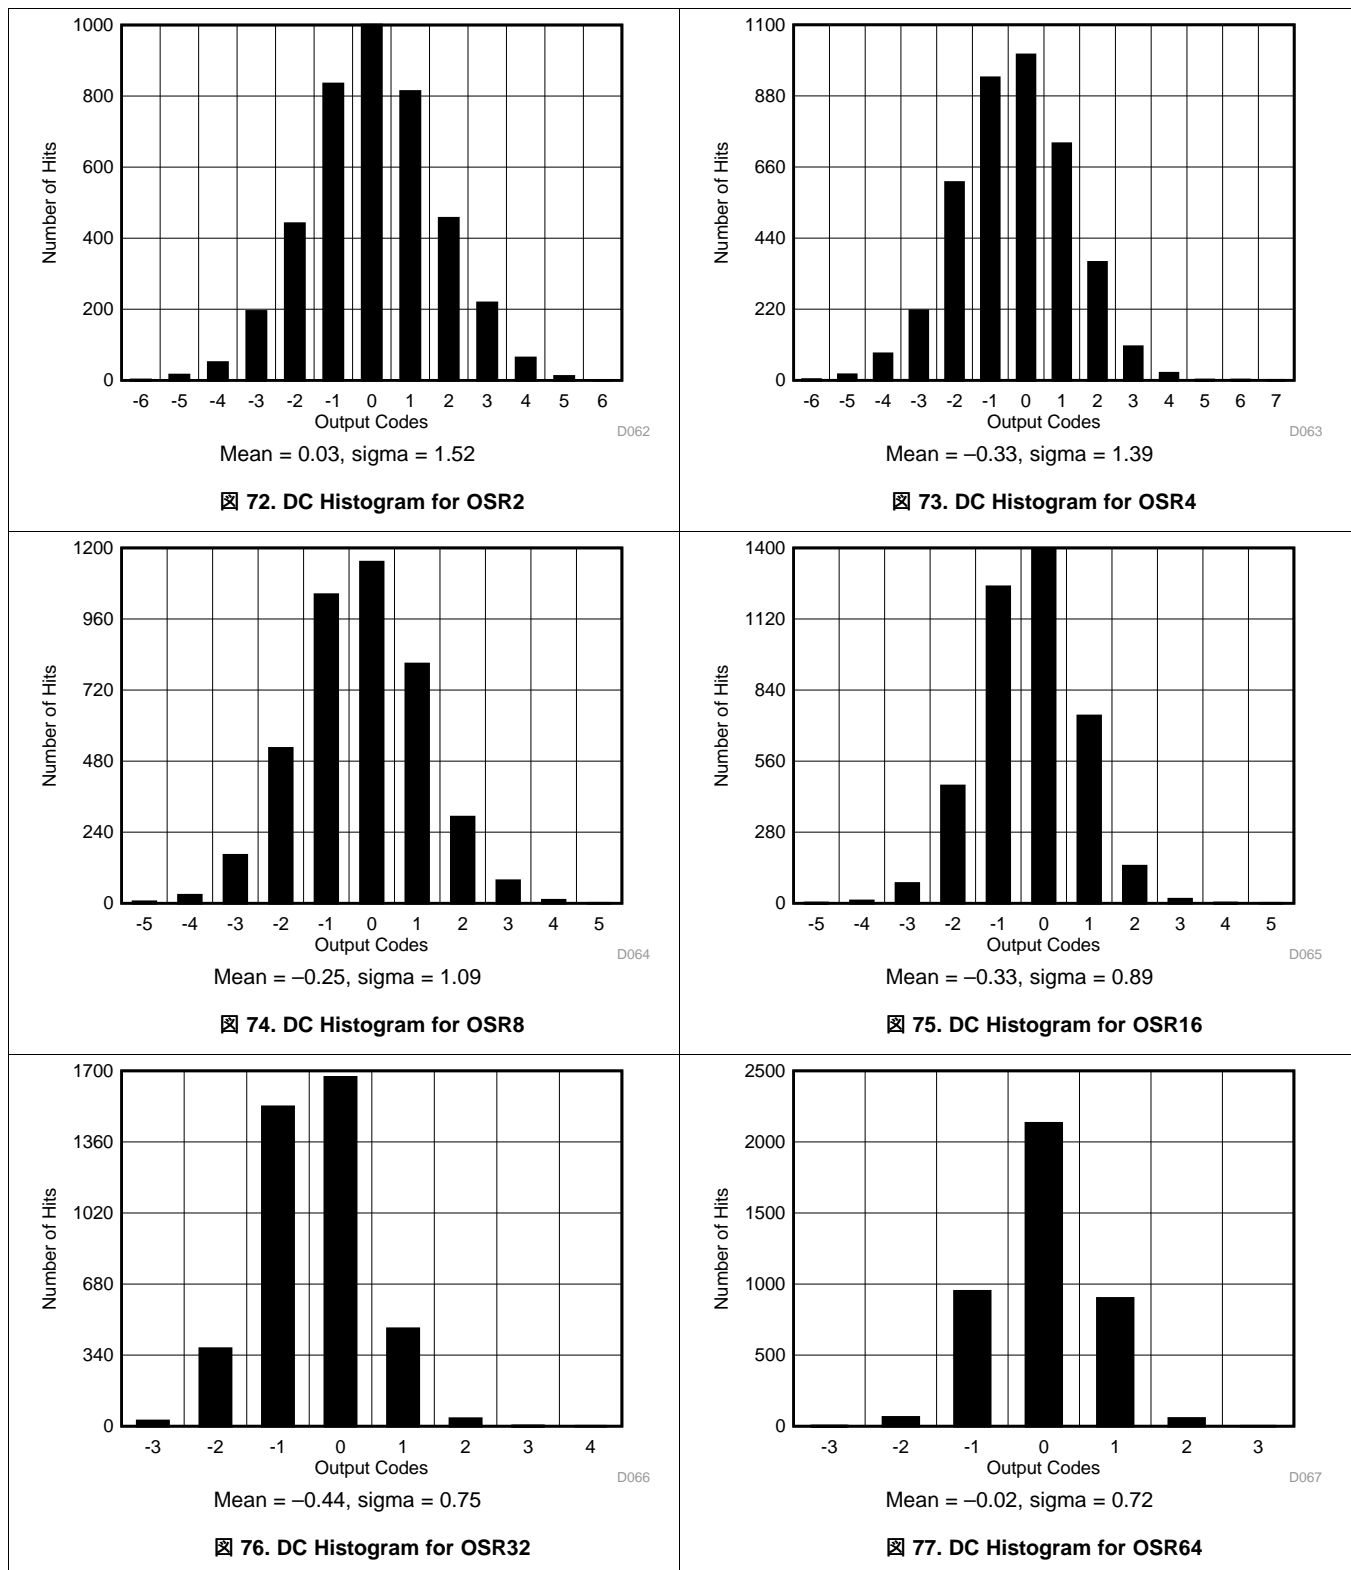 1000
800
600
400
200
0
Number of Hits
-6 -5 -4 -3 -2 -1 0 1 2 3 4 5 6
Output Codes
D062
Mean = 0.03, sigma = 1.52
図 72. DC Histogram for OSR2
1100
880
660
440
220
0
Number of Hits
-6 -5 -4 -3 -2 -1 0 1 2 3 4 5 6 7
Output Codes
D063
Mean = –0.33, sigma = 1.39
図 73. DC Histogram for OSR4
1200
960
720
480
240
0
Number of Hits
-5 -4 -3 -2 -1 0 1 2 3 4 5
Output Codes
D064
Mean = –0.25, sigma = 1.09
図 74. DC Histogram for OSR8
1400
1120
840
560
280
0
Number of Hits
-5 -4 -3 -2 -1 0 1 2 3 4 5
Output Codes
D065
Mean = –0.33, sigma = 0.89
図 75. DC Histogram for OSR16
1700
1360
1020
680
340
0
Number of Hits
-3 -2 -1 0 1 2 3 4
Output Codes
D066
Mean = –0.44, sigma = 0.75
図 76. DC Histogram for OSR32
2500
2000
1500
1000
500
0
Number of Hits
-3 -2 -1 0 1 2 3
Output Codes
D067
Mean = –0.02, sigma = 0.72
図 77. DC Histogram for OSR64